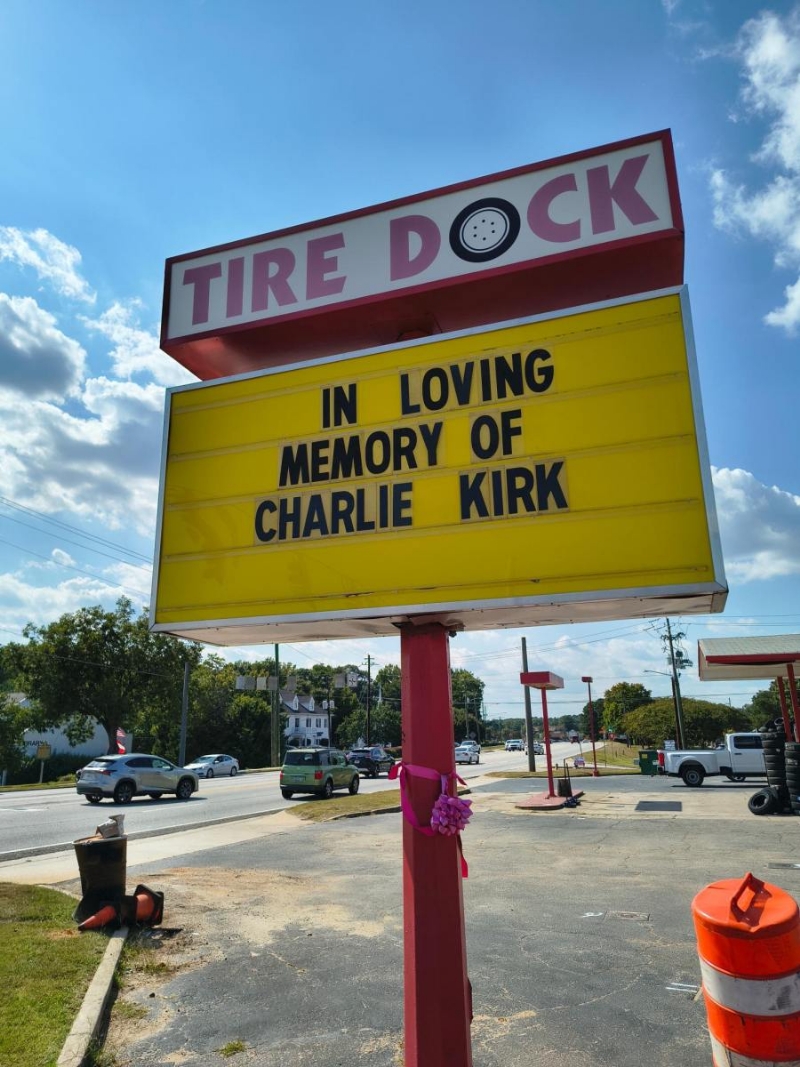 TIRE DOCK
IN LOVING
MEMORY OF
CHARLIE KIRK